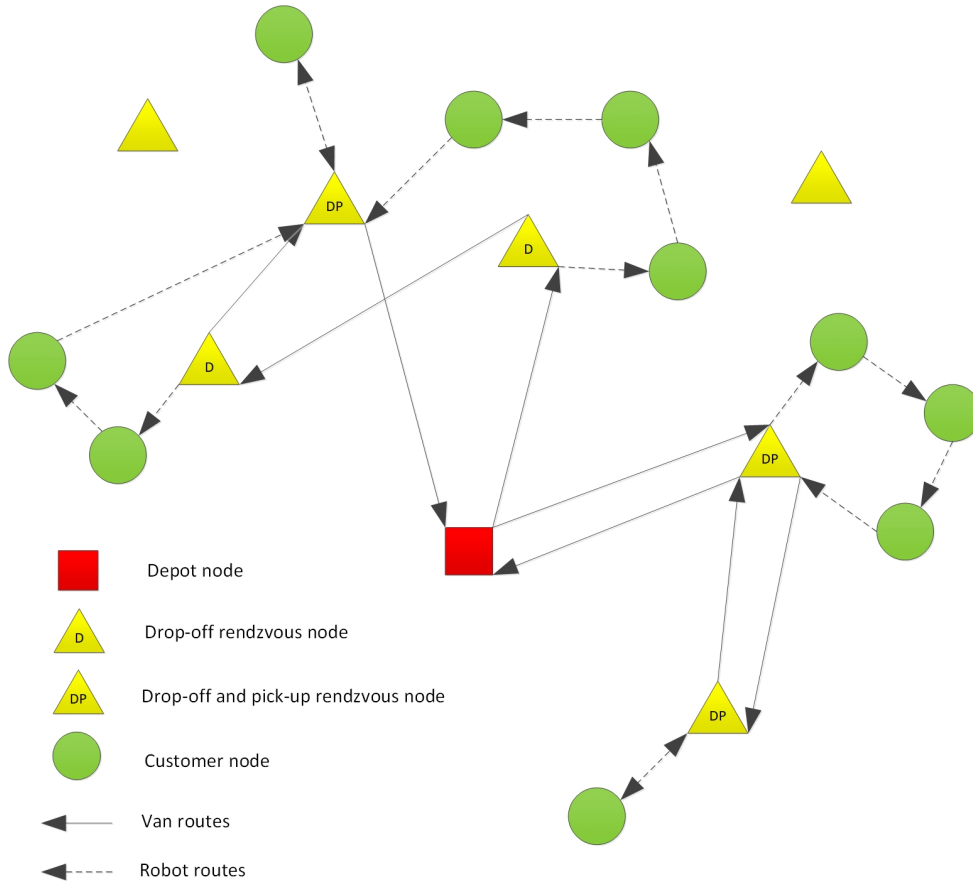 DP
D
D
DP
Depot node
D
Drop-off rendzvous node
DP
Drop-off and pick-up rendzvous node
DP
Customer node
Van routes
Robot routes